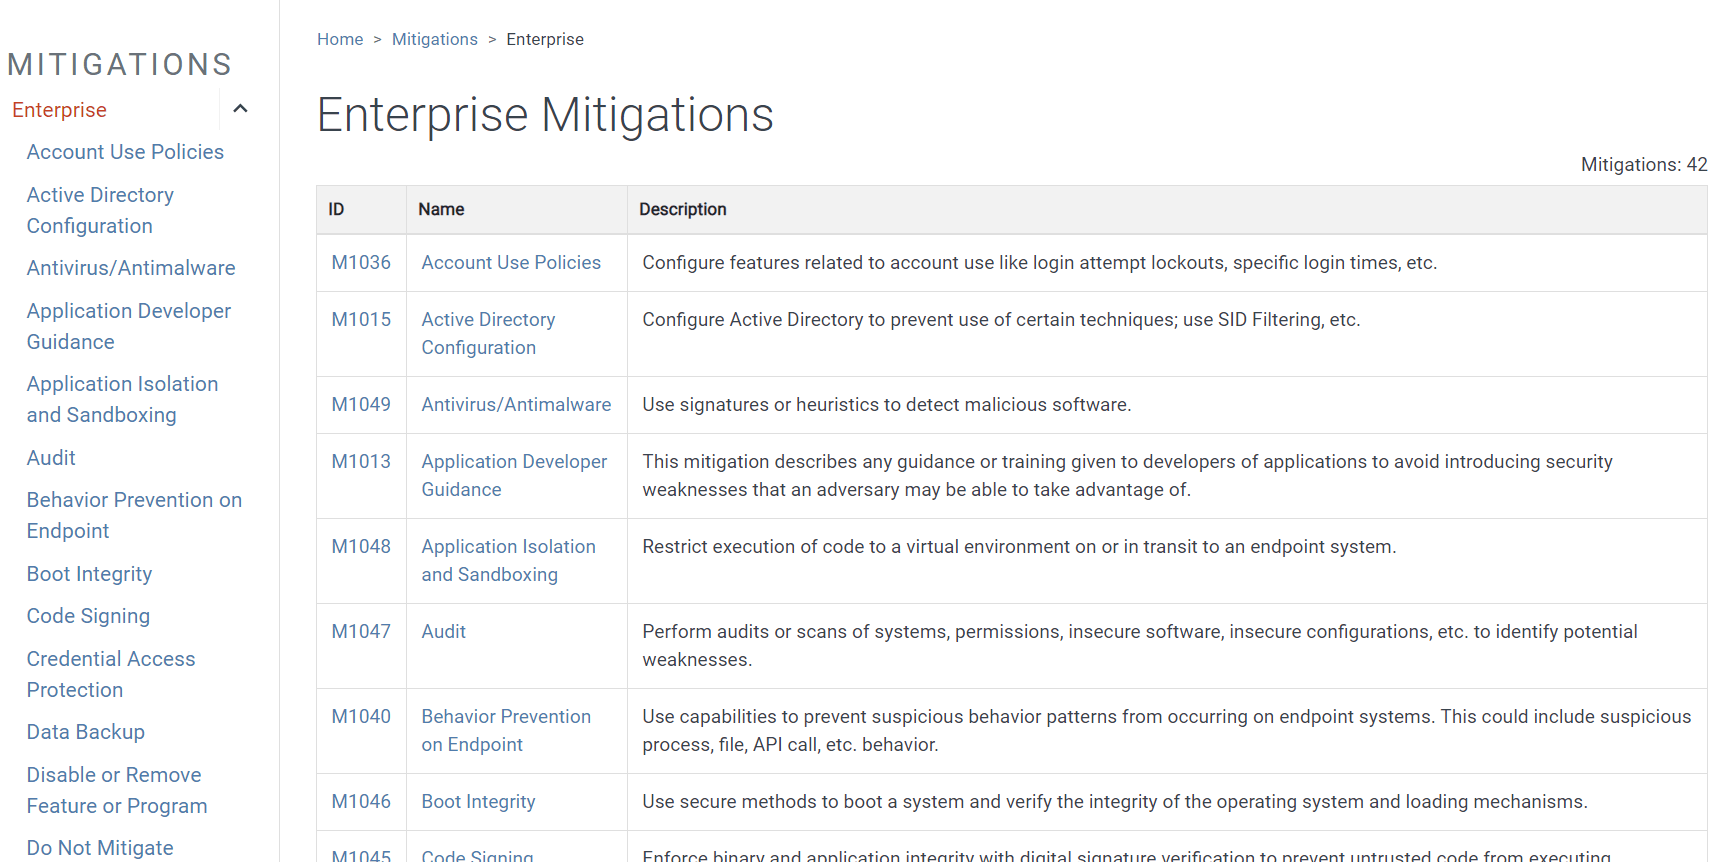 MITIGATIONS
Enterprise
Account Use Policies
Active Directory
Configuration
Antivirus/Antimalware
Application Developer
Guidance
Application Isolation
and Sandboxing
Audit
Behavior Prevention on
Endpoint
Boot Integrity
Code Signing
Credential Access
Protection
Data Backup
Disable or Remove
Feature or Program
Do Not Mitigate
Home > Mitigations > Enterprise
Enterprise Mitigations
Mitigations: 42
ID Name Description
M1036 Account Use Policies Configure features related to account use like login attempt lockouts, specific login times, etc.
M1015 Active Directory Configure Active Directory to prevent use of certain techniques; use SID Filtering, etc.
Configuration
M1049 Antivirus/Antimalware Use signatures or heuristics to detect malicious software.
M1013 Application Developer This mitigation describes any guidance or training given to developers of applications to avoid introducing security
Guidance weaknesses that an adversary may be able to take advantage of.
M1048 Application Isolation Restrict execution of code to a virtual environment on or in transit to an endpoint system.
and Sandboxing
M1047 Audit Perform audits or scans of systems, permissions, insecure software, insecure configurations, etc. to identify potential
weaknesses.
M1040 Behavior Prevention Use capabilities to prevent suspicious behavior patterns from occurring on endpoint systems. This could include suspicious
on Endpoint process, file, API call, etc. behavior.
M1046 Boot Integrity Use secure methods to boot a system and verify the integrity of the operating system and loading mechanisms.
M1045 Code Signing Enforce binary and application integrity with digital signature verification to prevent untrusted code from executing.